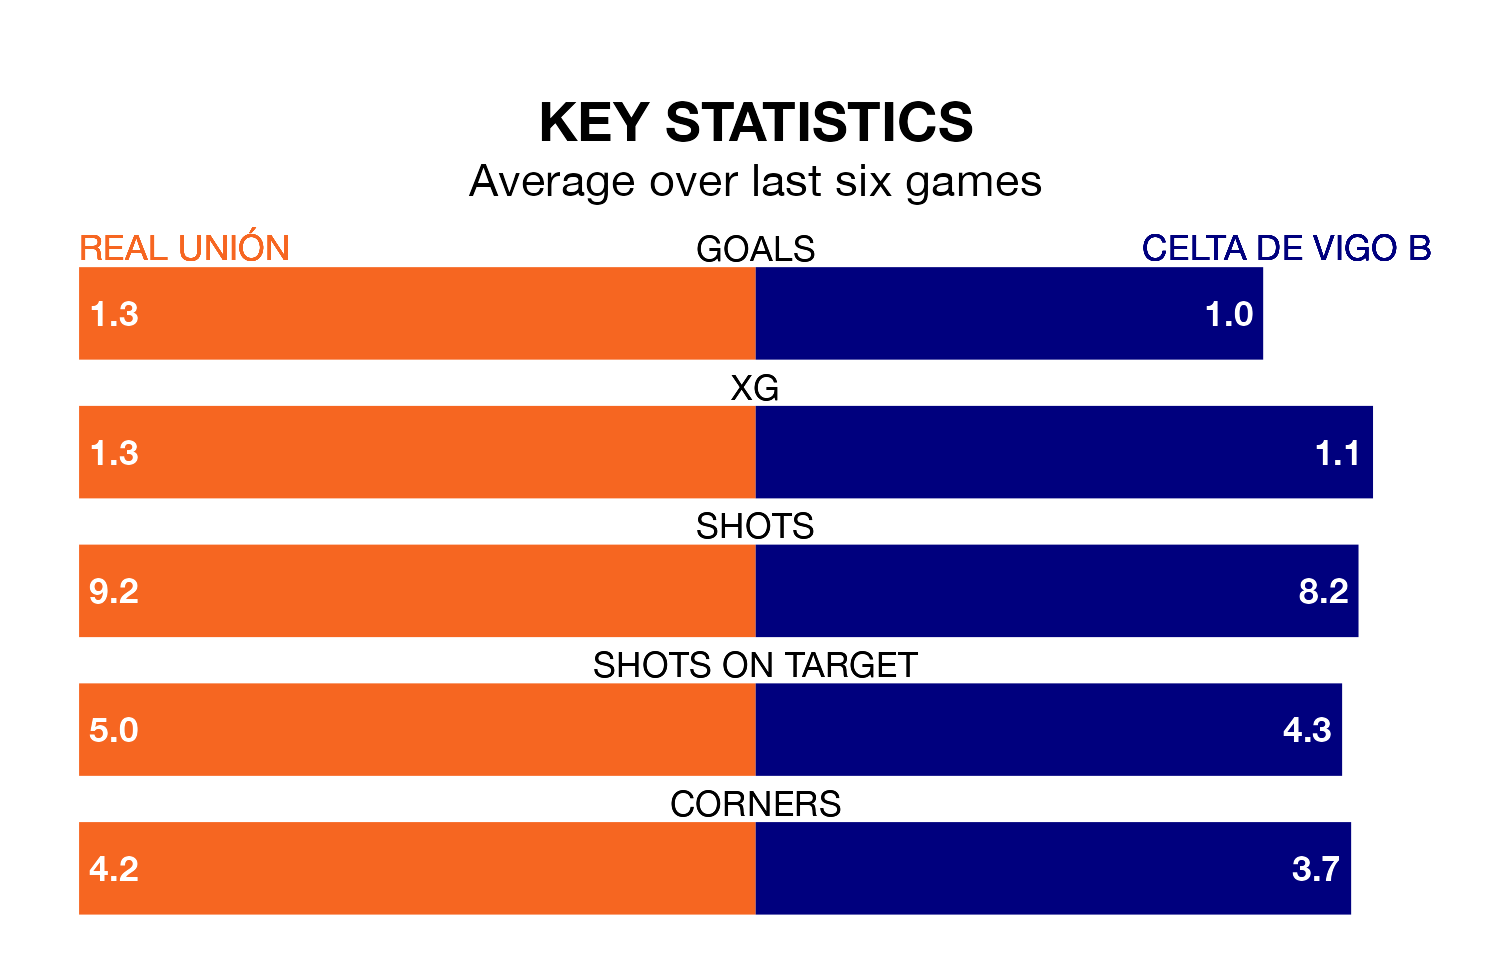 KEY STATISTICS
Average over last six games
REAL UNIÓN GOALS CELTA DE VIGO B
1.3 1.0
XG
1.3 1.1
SHOTS
9.2 8.2
SHOTS ON TARGET
5.0 4.3
CORNERS
4.2 3.7